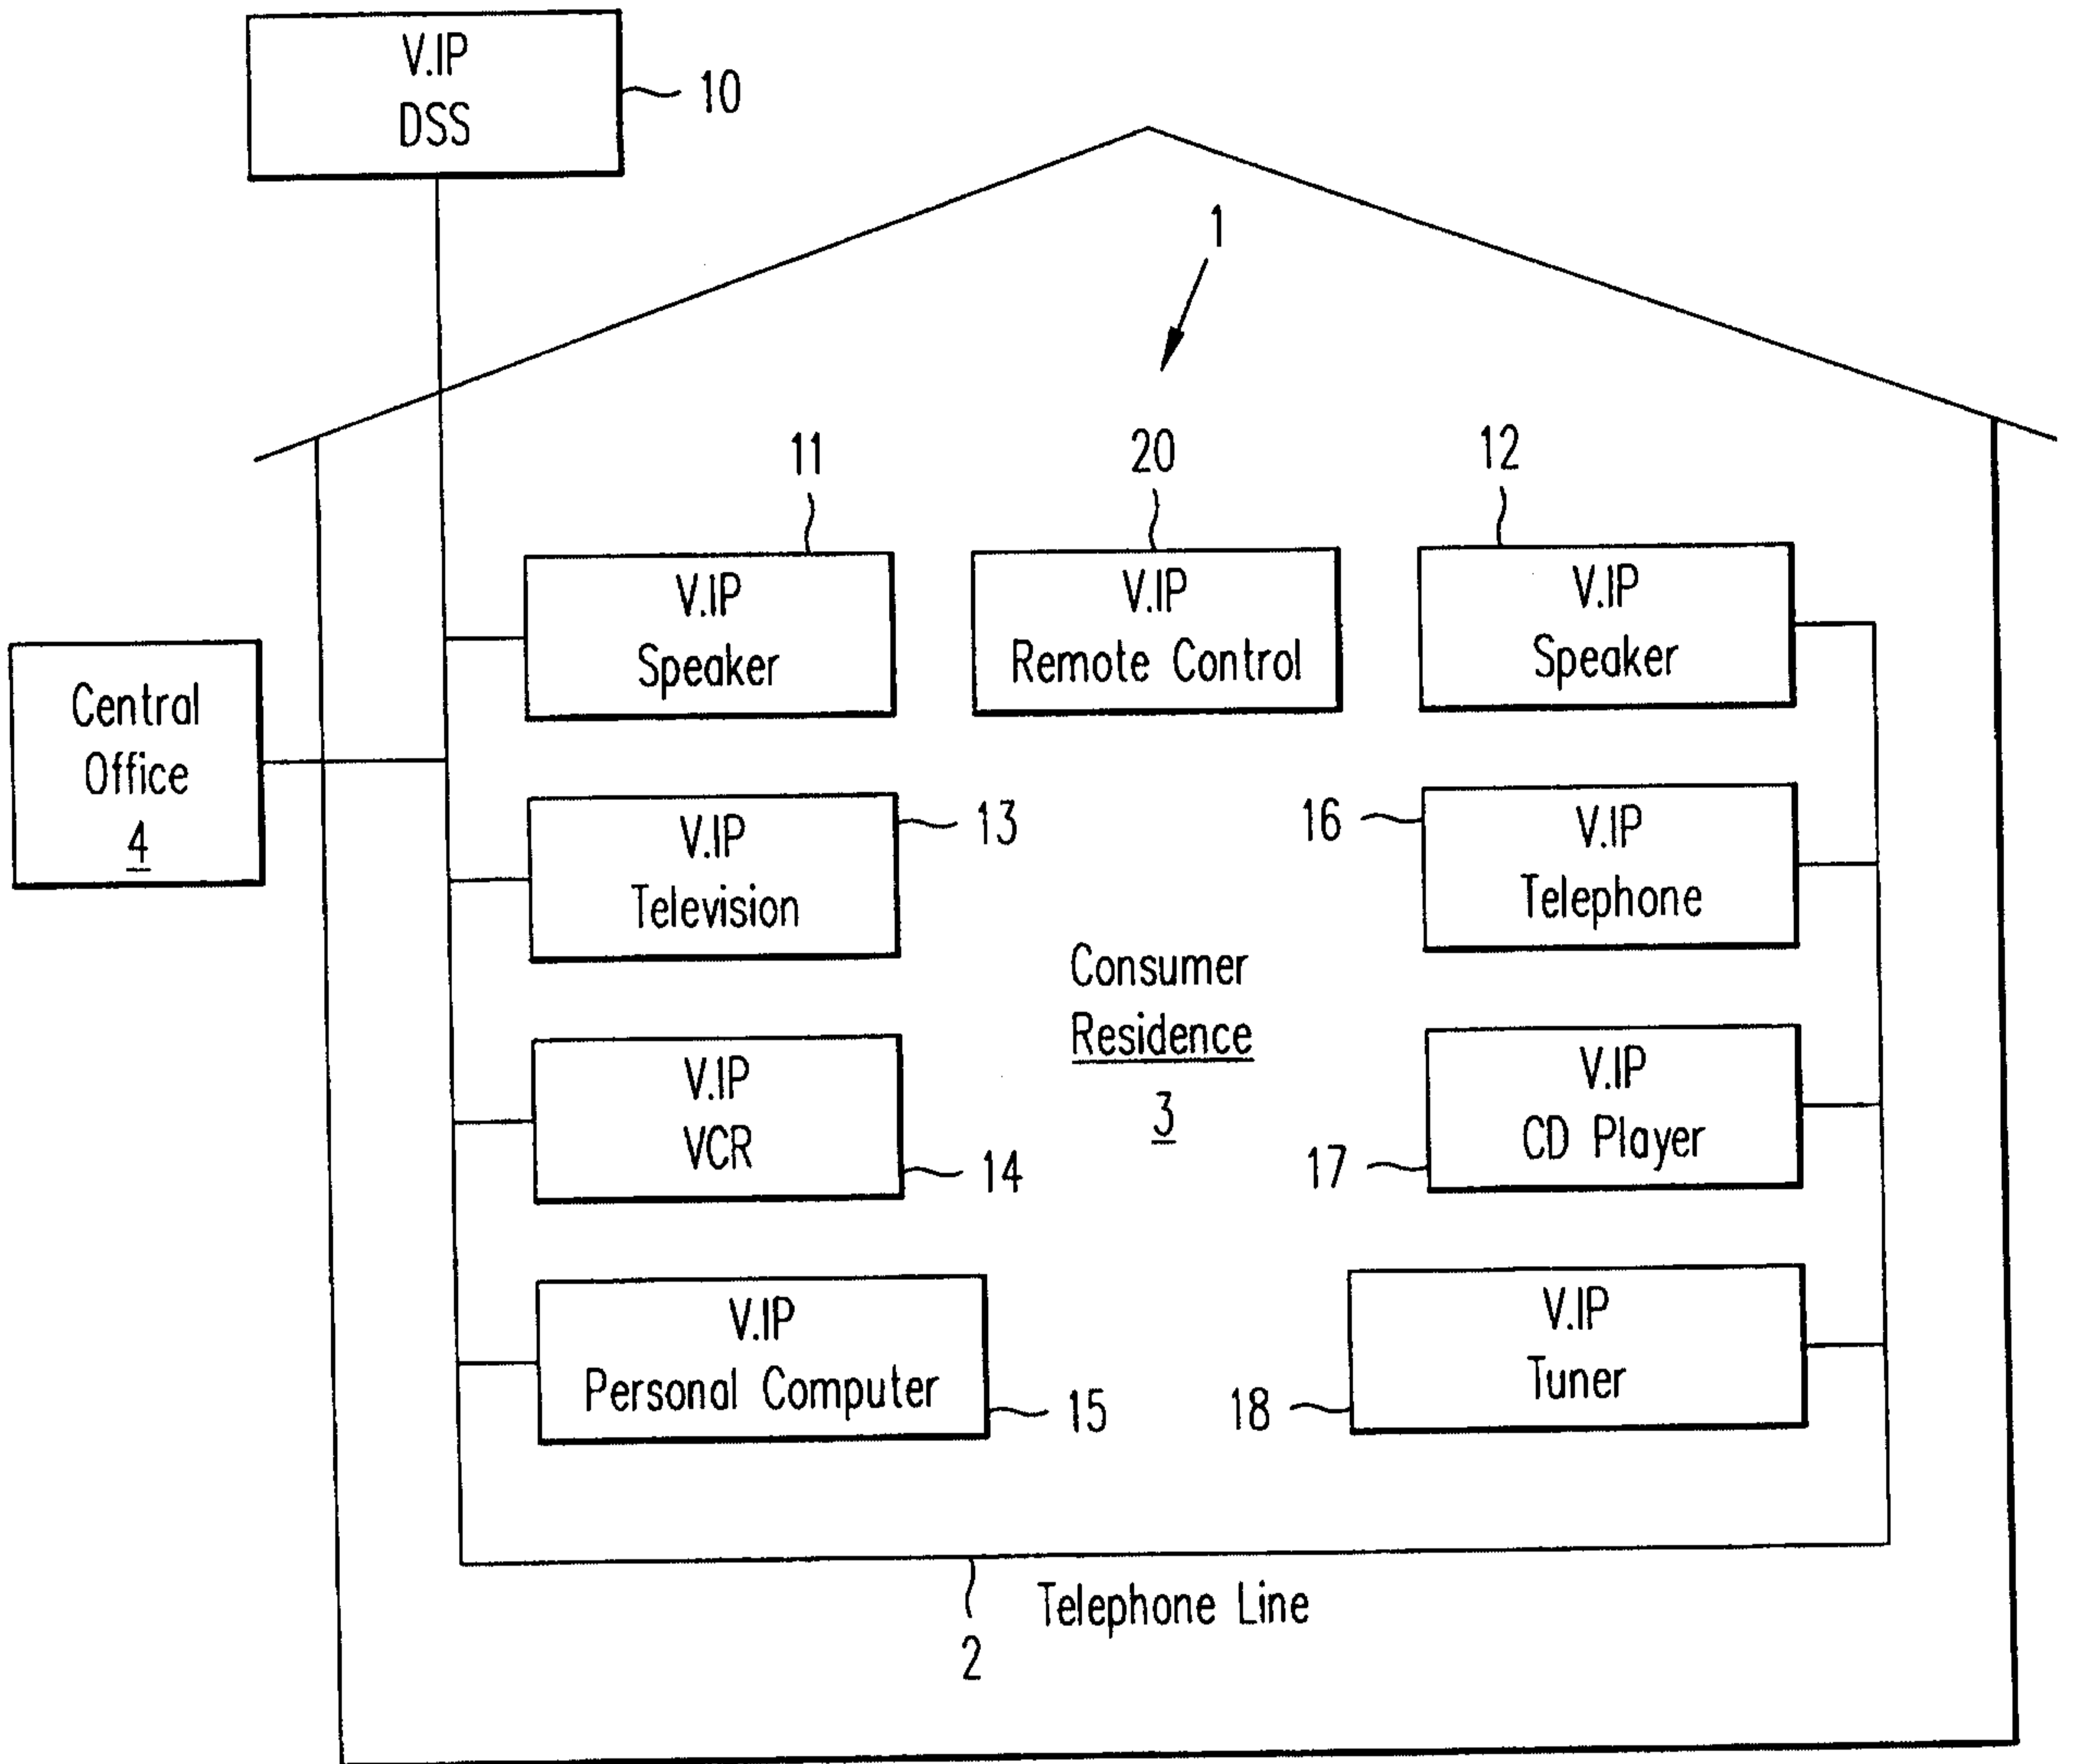 V.IP
DSS
10
1
11
20
12
V.IP
Speaker
V.IP
Remote Control
V.IP
Speaker
Central
Office
4
V.IP
Television
13
16
V.IP
Telephone
Consumer
Residence
3
V.IP
VCR
14
17
V.IP
CD Player
V.IP
Personal Computer
15
18
V.IP
Tuner
Telephone Line
2